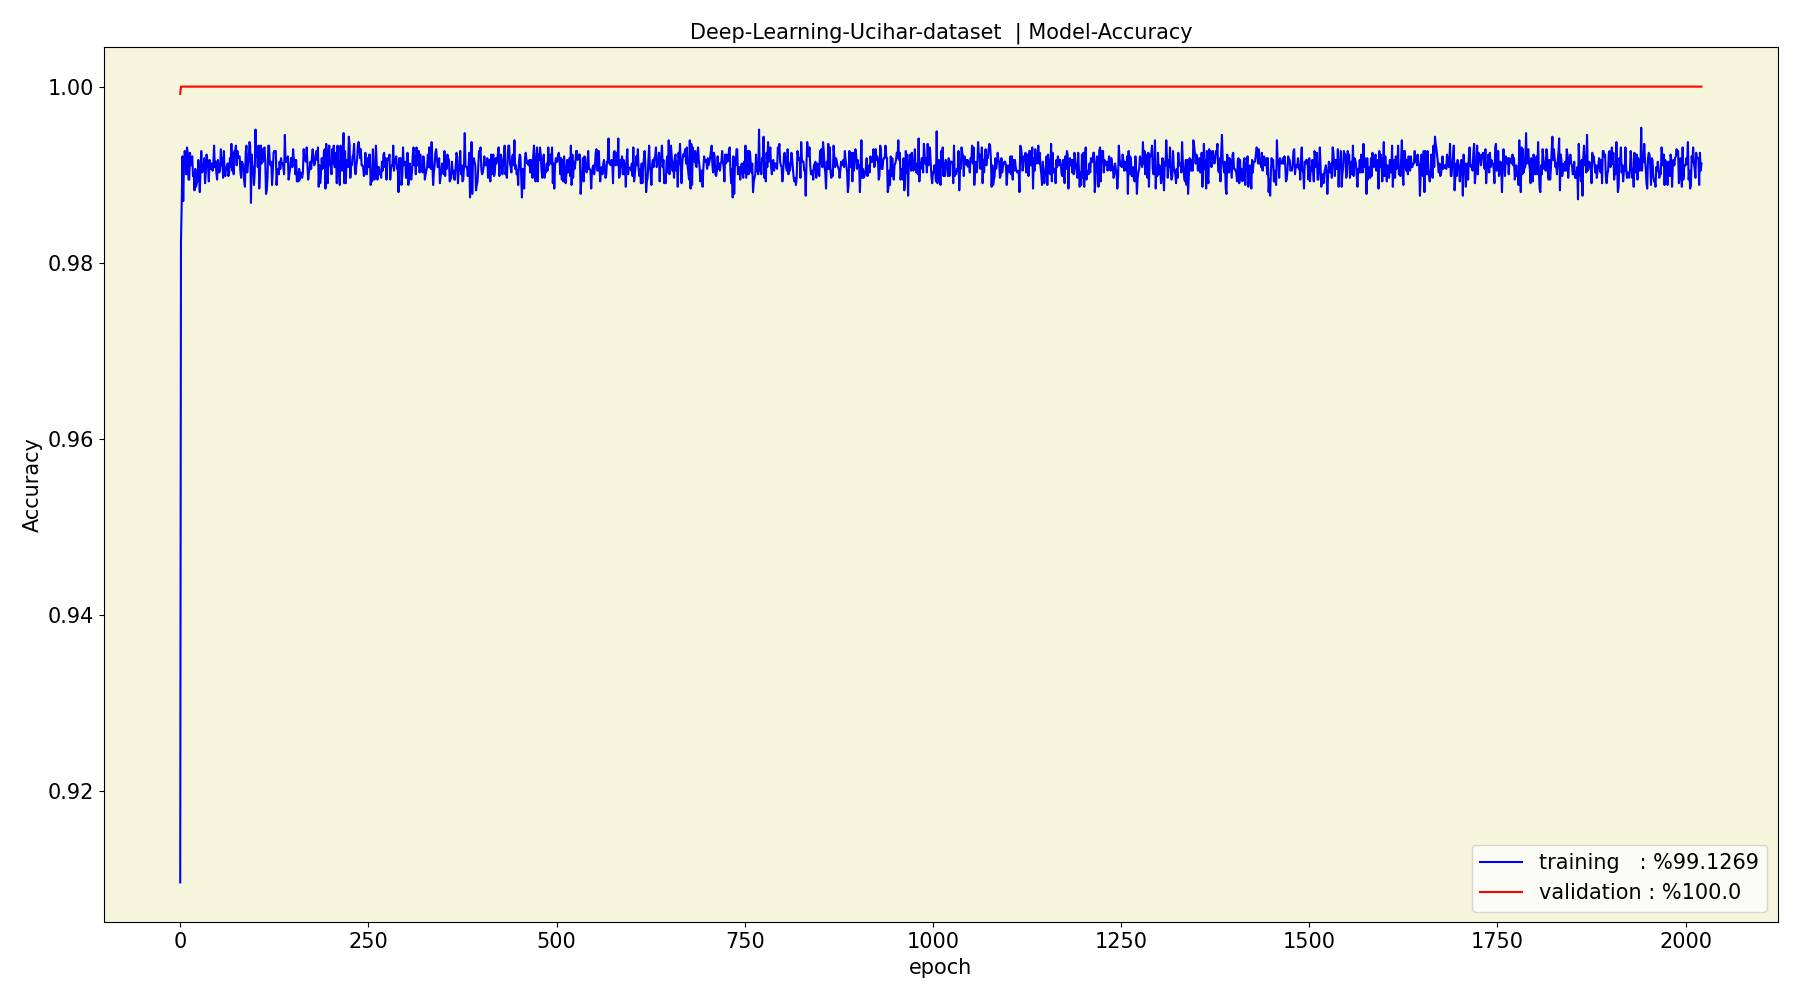 Deep-Learning-Ucihar-dataset  | Model-Accuracy
Accuracy
1.00
0.98
0.96
0.94
0.92
training   : %99.1269
validation : %100.0
0 250 500 750 1000 1250 1500 1750 2000
epoch